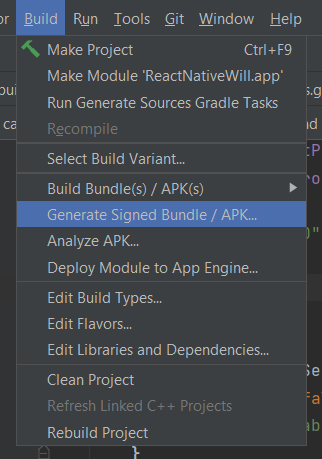 or Build Run Tools Git Window Help
Make Project Ctrl+F9
bui Make Module 'ReactNativeWill.app' s.g
Run Generate Sources Gradle Tasks
ca Recompile nd
Select Build Variant...
Build Bundle(s) / APK(s) ro
Generate Signed Bundle / APK...
Analyze APK...
Deploy Module to App Engine...
Edit Build Types...
Edit Flavors...
Edit Libraries and Dependencies...
Clean Project Se
Refresh Linked C++ Projects fa
Rebuild Project ab
}